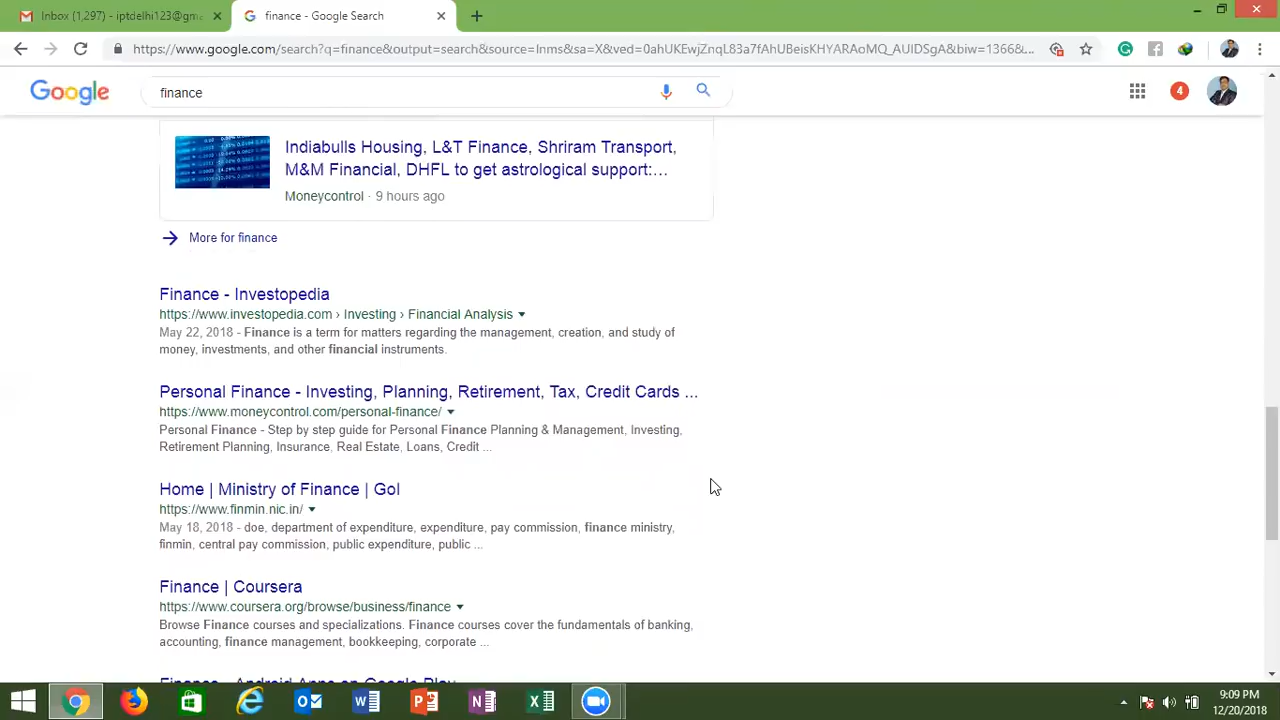 Inbox (1,297) - iptdelhi123@gm
finance - Google Search
https://www.google.com/search?q=finance&output=search&source=lnms&sa=X&ved=0ahUKEwjZnqL83a7fAhUBeisKHYARAoMQ_AUIDSgA&biw=1366&...
Google
finance
4
Indiabulls Housing, L&T Finance, Shriram Transport,
M&M Financial, DHFL to get astrological support:...
Moneycontrol · 9 hours ago
More for finance
Finance - Investopedia
https://www.investopedia.com › Investing › Financial Analysis
May 22, 2018 - Finance is a term for matters regarding the management, creation, and study of
money, investments, and other financial instruments.
Personal Finance - Investing, Planning, Retirement, Tax, Credit Cards ...
https://www.moneycontrol.com/personal-finance/
Personal Finance - Step by step guide for Personal Finance Planning & Management, Investing,
Retirement Planning, Insurance, Real Estate, Loans, Credit ...
Home | Ministry of Finance | GoI
https://www.finmin.nic.in/
May 18, 2018 - doe, department of expenditure, expenditure, pay commission, finance ministry,
finmin, central pay commission, public expenditure, public ...
Finance | Coursera
https://www.coursera.org/browse/business/finance
Browse Finance courses and specializations. Finance courses cover the fundamentals of banking,
accounting, finance management, bookkeeping, corporate ...
Finance - Android Apps on Google Play
9:09 PM
12/20/2018